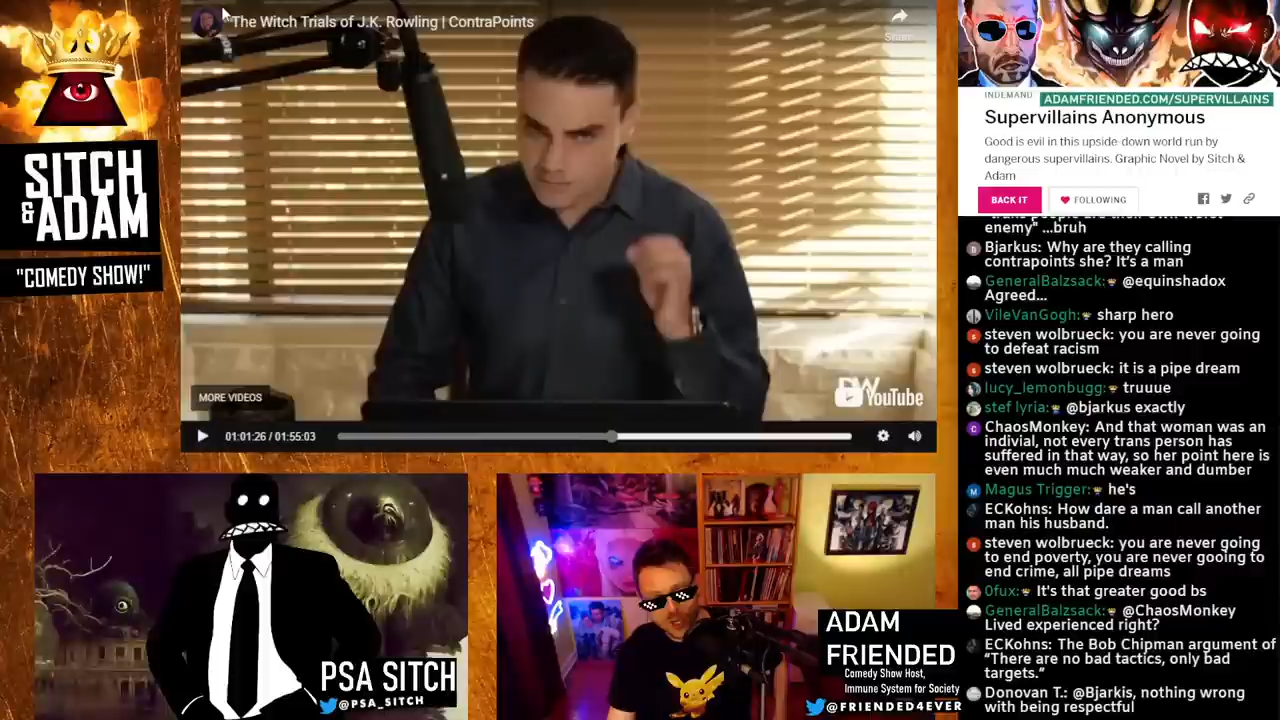 The Witch Trials of J.K. Rowling | ContraPoints
Share
SITCH
& ADAM
"COMEDY SHOW!"
MORE VIDEOS
DW
YouTube
01:01:26 / 01:55:03
PSA SITCH
@PSA_SITCH
ADAM
FRIENDED
Comedy Show Host,
Immune System for Society
@FRIENDED4EVER
INDEMAND
ADAMFRIENDED.COM/SUPERVILLAINS
Supervillains Anonymous
Good is evil in this upside-down world run by
dangerous supervillains. Graphic Novel by Sitch &
Adam
BACK IT
FOLLOWING
"trans people are their own worst
enemy" ...bruh
Bjarkus: Why are they calling
contrapoints she? It's a man
GeneralBalzsack: @equinshadox
Agreed...
VileVanGogh: sharp hero
steven wolbrueck: you are never going
to defeat racism
steven wolbrueck: it is a pipe dream
lucy_lemonbugg: truuue
stef lyria: @bjarkus exactly
ChaosMonkey: And that woman was an
indivial, not every trans person has
suffered in that way, so her point here is
even much much weaker and dumber
Magus Trigger: he's
ECKohns: How dare a man call another
man his husband.
steven wolbrueck: you are never going
to end poverty, you are never gooing to
end crime, all pipe dreams
0fux: It's that greater good bs
GeneralBalzsack: @ChaosMonkey
Lived experienced right?
ECKohns: The Bob Chipman argument of
“There are no bad tactics, only bad
targets.”
Donovan T.: @Bjarkis, nothing wrong
with being respectful